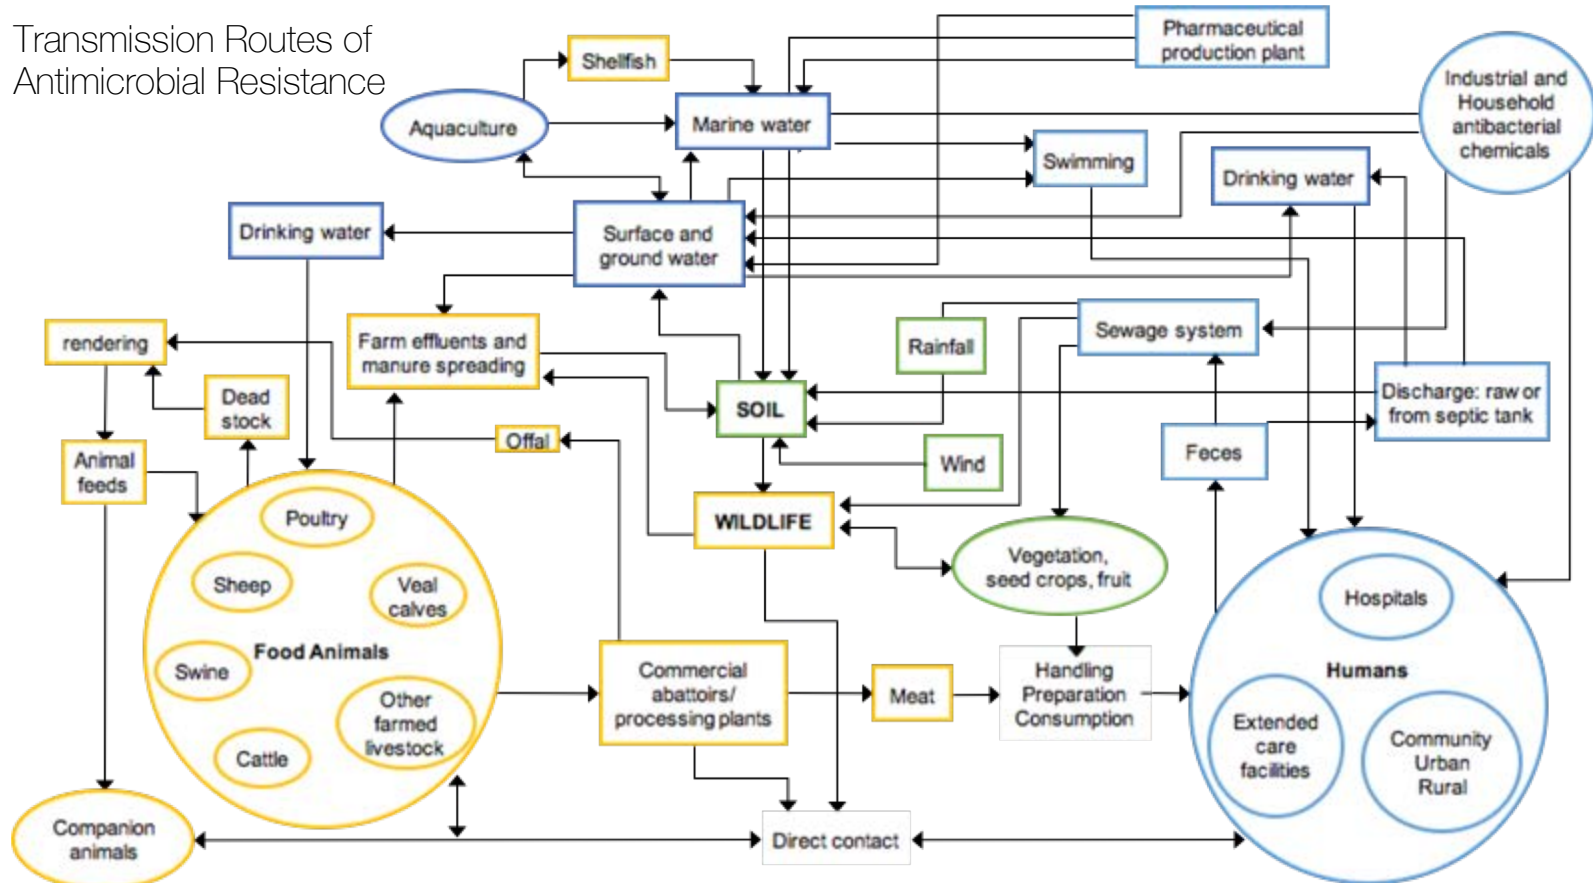 Transmission Routes of
Antimicrobial Resistance
Pharmaceutical
production plant
Shellfish
Industrial and
Household
antibacterial
chemicals
Aquaculture
Marine water
Swimming
Drinking water
Drinking water
Surface and
ground water
rendering
Farm effluents and
manure spreading
Rainfall
Sewage system
Dead
stock
SOIL
Discharge: raw or
from septic tank
Offal
Animal
feeds
Wind
Feces
Poultry
WILDLIFE
Vegetation,
seed crops, fruit
Sheep
Veal
calves
Hospitals
Food Animals
Swine
Commercial
abattoirs/
processing plants
Meat
Handling
Preparation
Consumption
Humans
Other
farmed
livestock
Cattle
Extended
care
facilities
Community
Urban
Rural
Companion
animals
Direct contact